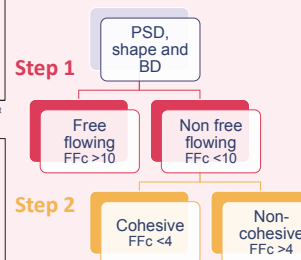 PSD,
shape and
BD
Step 1
Free
flowing
FFc >10
Non free
flowing
FFc <10
Step 2
Cohesive
FFc <4
Non-
cohesive
FFc >4